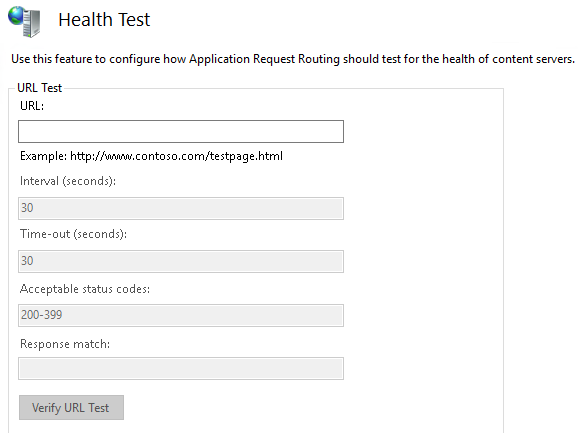 Health Test
Use this feature to configure how Application Request Routing should test for the health of content servers.
URL Test
URL:
Example: http://www.contoso.com/testpage.html
Interval (seconds):
30
Time-out (seconds):
30
Acceptable status codes:
200-399
Response match:
Verify URL Test